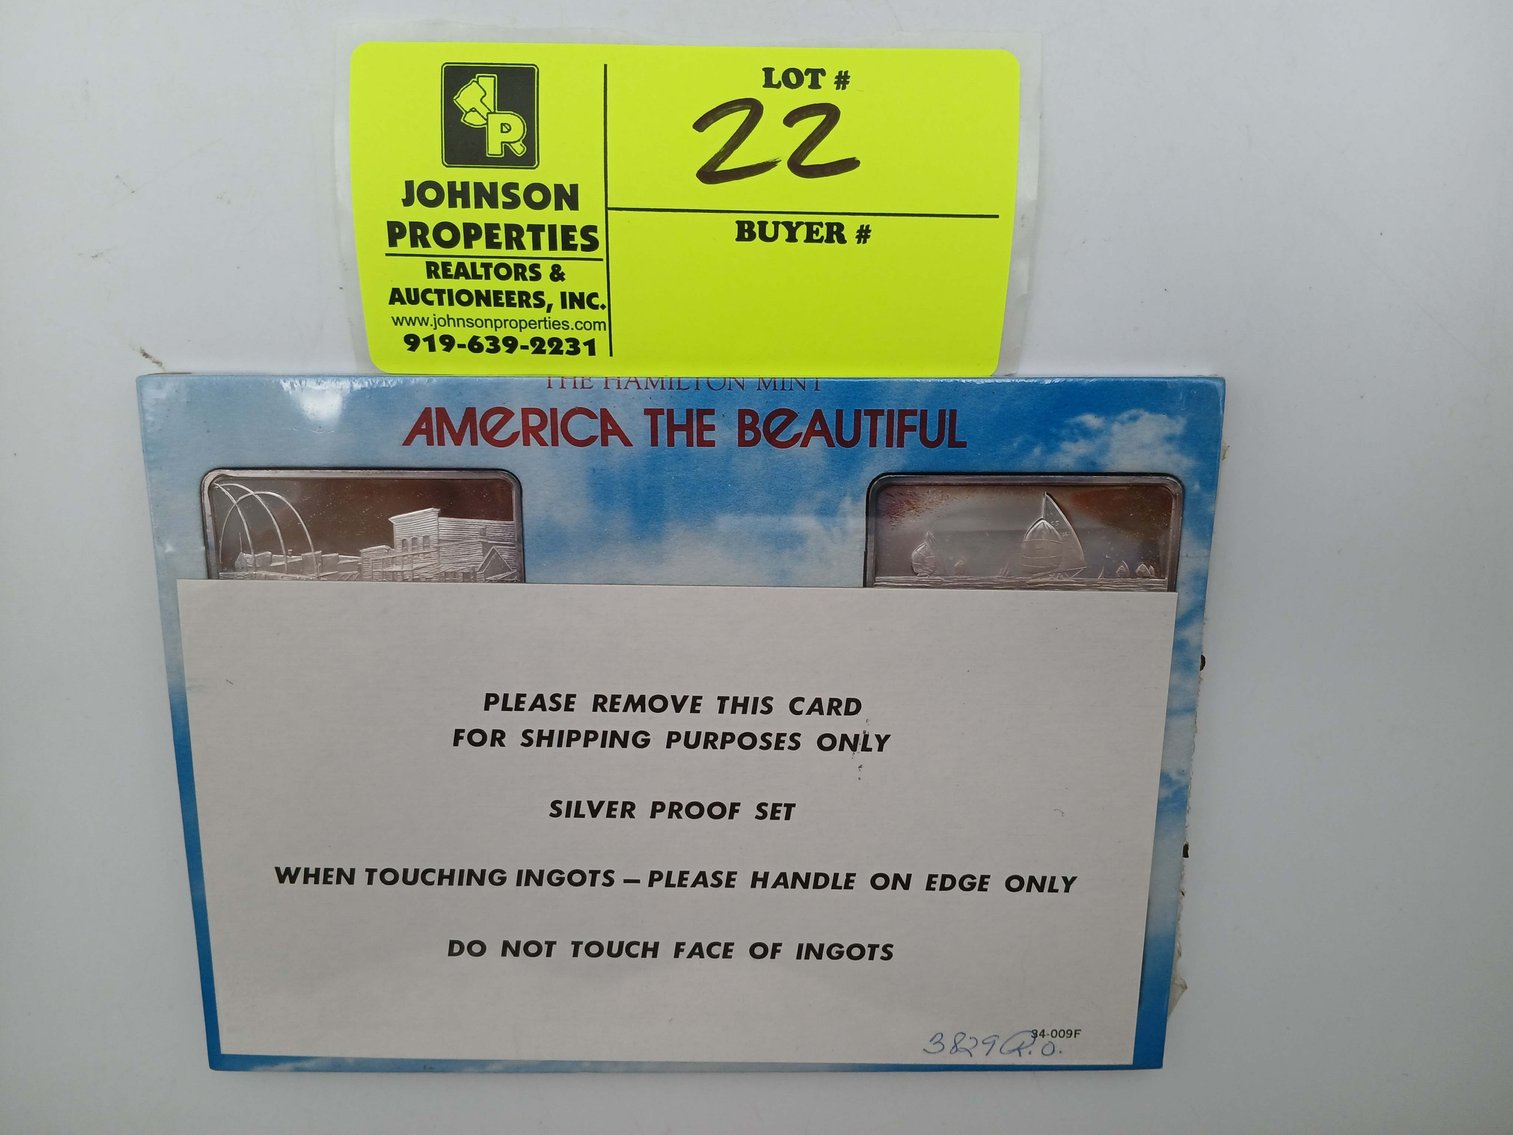 JR
JOHNSON
PROPERTIES
REALTORS &
AUCTIONEERS, INC.
www.johnsonproperties.com
919-639-2231
LOT #
22
BUYER #
THE HAMILTON MINT
AMERICA THE BEAUTIFUL
PLEASE REMOVE THIS CARD
FOR SHIPPING PURPOSES ONLY
SILVER PROOF SET
WHEN TOUCHING INGOTS – PLEASE HANDLE ON EDGE ONLY
DO NOT TOUCH FACE OF INGOTS
34-009F
3829 R.O.